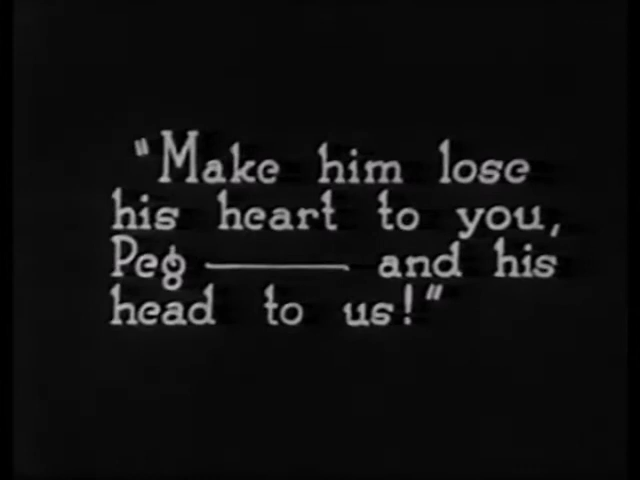 "Make him lose
his heart to you,
Peg —— and his
head to us!"